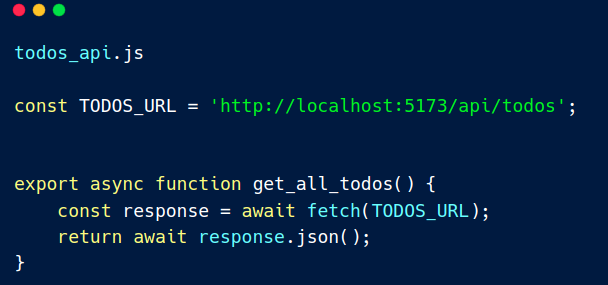 todos_api.js
const TODOS_URL = 'http://localhost:5173/api/todos';
export async function get_all_todos() {
    const response = await fetch(TODOS_URL);
    return await response.json();
}